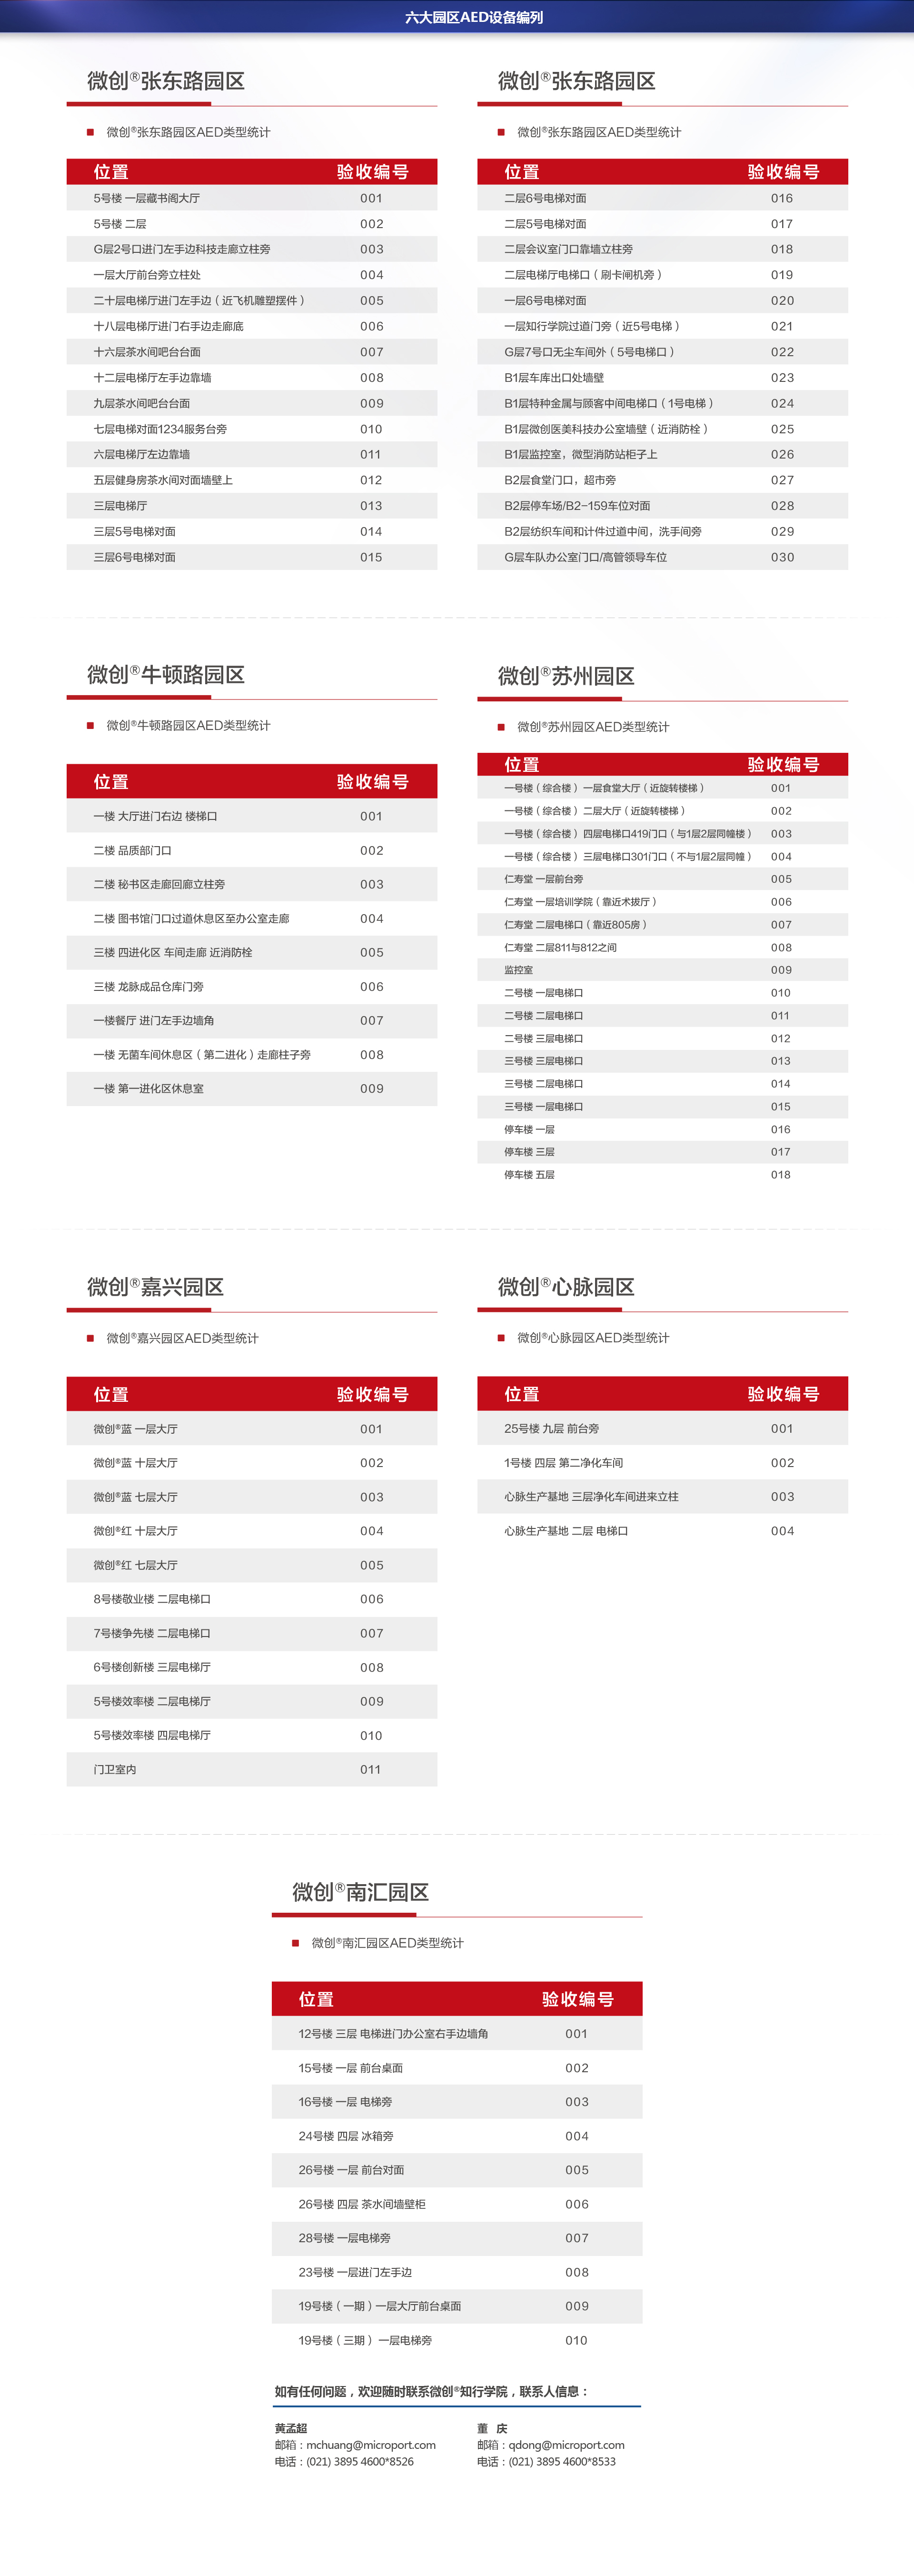 六大园区AED设备编列
微创®张东路园区
微创®张东路园区AED类型统计
位置 验收编号
5号楼 一层藏书阁大厅 001
5号楼 二层 002
G层2号口进门左手边科技走廊立柱旁 003
一层大厅前台旁立柱处 004
二十层电梯厅进门左手边（近飞机雕塑摆件） 005
十八层电梯厅进门右手边走廊底 006
十六层茶水间吧台台面 007
十二层电梯厅左手边靠墙 008
九层茶水间吧台台面 009
七层电梯对面1234服务台旁 010
六层电梯厅左边靠墙 011
五层健身房茶水间对面墙壁上 012
三层电梯厅 013
三层5号电梯对面 014
三层6号电梯对面 015
微创®张东路园区
微创®张东路园区AED类型统计
位置 验收编号
二层6号电梯对面 016
二层5号电梯对面 017
二层会议室门口靠墙立柱旁 018
二层电梯厅电梯口（刷卡闸机旁） 019
一层6号电梯对面 020
一层知行学院过道门旁（近5号电梯） 021
G层7号口无尘车间外（5号电梯口） 022
B1层车库出口处墙壁 023
B1层特种金属与顾客中间电梯口（1号电梯） 024
B1层微创医美科技办公室墙壁（近消防栓） 025
B1层监控室，微型消防站柜子上 026
B2层食堂门口，超市旁 027
B2层停车场/B2-159车位对面 028
B2层纺织车间和计件过道中间，洗手间旁 029
G层车队办公室门口/高管领导车位 030
微创®牛顿路园区
微创®牛顿路园区AED类型统计
位置 验收编号
一楼 大厅进门右边 楼梯口 001
二楼 品质部门口 002
二楼 秘书区走廊回廊立柱旁 003
二楼 图书馆门口过道休息区至办公室走廊 004
三楼 四进化区 车间走廊 近消防栓 005
三楼 龙脉成品仓库门旁 006
一楼餐厅 进门左手边墙角 007
一楼 无菌车间休息区（第二进化）走廊柱子旁 008
一楼 第一进化区休息室 009
微创®苏州园区
微创®苏州园区AED类型统计
位置 验收编号
一号楼（综合楼） 一层食堂大厅（近旋转楼梯） 001
一号楼（综合楼） 二层大厅（近旋转楼梯） 002
一号楼（综合楼） 四层电梯口419门口（与1层2层同幢楼） 003
一号楼（综合楼） 三层电梯口301门口（不与1层2层同幢） 004
仁寿堂 一层前台旁 005
仁寿堂 一层培训学院（靠近术拔厅） 006
仁寿堂 二层电梯口（靠近805房） 007
仁寿堂 二层811与812之间 008
监控室 009
二号楼 一层电梯口 010
二号楼 二层电梯口 011
二号楼 三层电梯口 012
三号楼 三层电梯口 013
三号楼 二层电梯口 014
三号楼 一层电梯口 015
停车楼 一层 016
停车楼 三层 017
停车楼 五层 018
微创®嘉兴园区
微创®嘉兴园区AED类型统计
位置 验收编号
微创®蓝 一层大厅 001
微创®蓝 十层大厅 002
微创®蓝 七层大厅 003
微创®红 十层大厅 004
微创®红 七层大厅 005
8号楼敬业楼 二层电梯口 006
7号楼争先楼 二层电梯口 007
6号楼创新楼 三层电梯厅 008
5号楼效率楼 二层电梯厅 009
5号楼效率楼 四层电梯厅 010
门卫室内 011
微创®心脉园区
微创®心脉园区AED类型统计
位置 验收编号
25号楼 九层 前台旁 001
1号楼 四层 第二净化车间 002
心脉生产基地 三层净化车间进来立柱 003
心脉生产基地 二层 电梯口 004
微创®南汇园区
微创®南汇园区AED类型统计
位置 验收编号
12号楼 三层 电梯进门办公室右手边墙角 001
15号楼 一层 前台桌面 002
16号楼 一层 电梯旁 003
24号楼 四层 冰箱旁 004
26号楼 一层 前台对面 005
26号楼 四层 茶水间墙壁柜 006
28号楼 一层电梯旁 007
23号楼 一层进门左手边 008
19号楼（一期）一层大厅前台桌面 009
19号楼（三期） 一层电梯旁 010
如有任何问题，欢迎随时联系微创®知行学院，联系人信息：
黄孟超
邮箱：mchuang@microport.com
电话：(021) 3895 4600*8526
董 庆
邮箱：qdong@microport.com
电话：(021) 3895 4600*8533